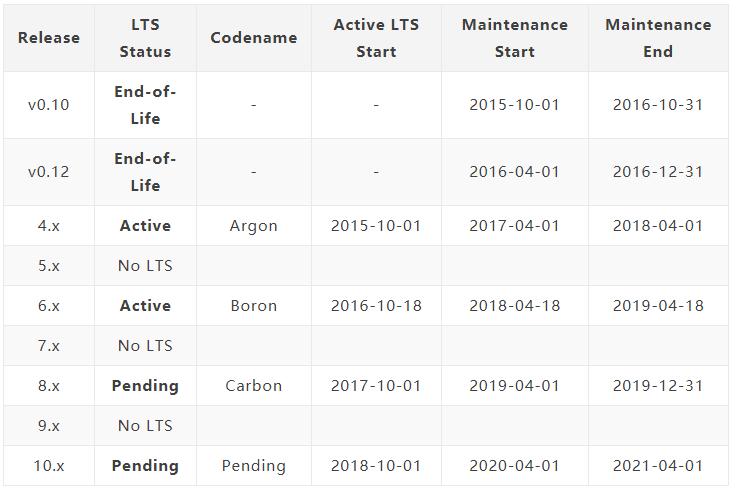 Release LTS Status Codename Active LTS Start Maintenance Start Maintenance End
v0.10 End-of-Life - - 2015-10-01 2016-10-31
v0.12 End-of-Life - - 2016-04-01 2016-12-31
4.x Active Argon 2015-10-01 2017-04-01 2018-04-01
5.x No LTS
6.x Active Boron 2016-10-18 2018-04-18 2019-04-18
7.x No LTS
8.x Pending Carbon 2017-10-01 2019-04-01 2019-12-31
9.x No LTS
10.x Pending Pending 2018-10-01 2020-04-01 2021-04-01